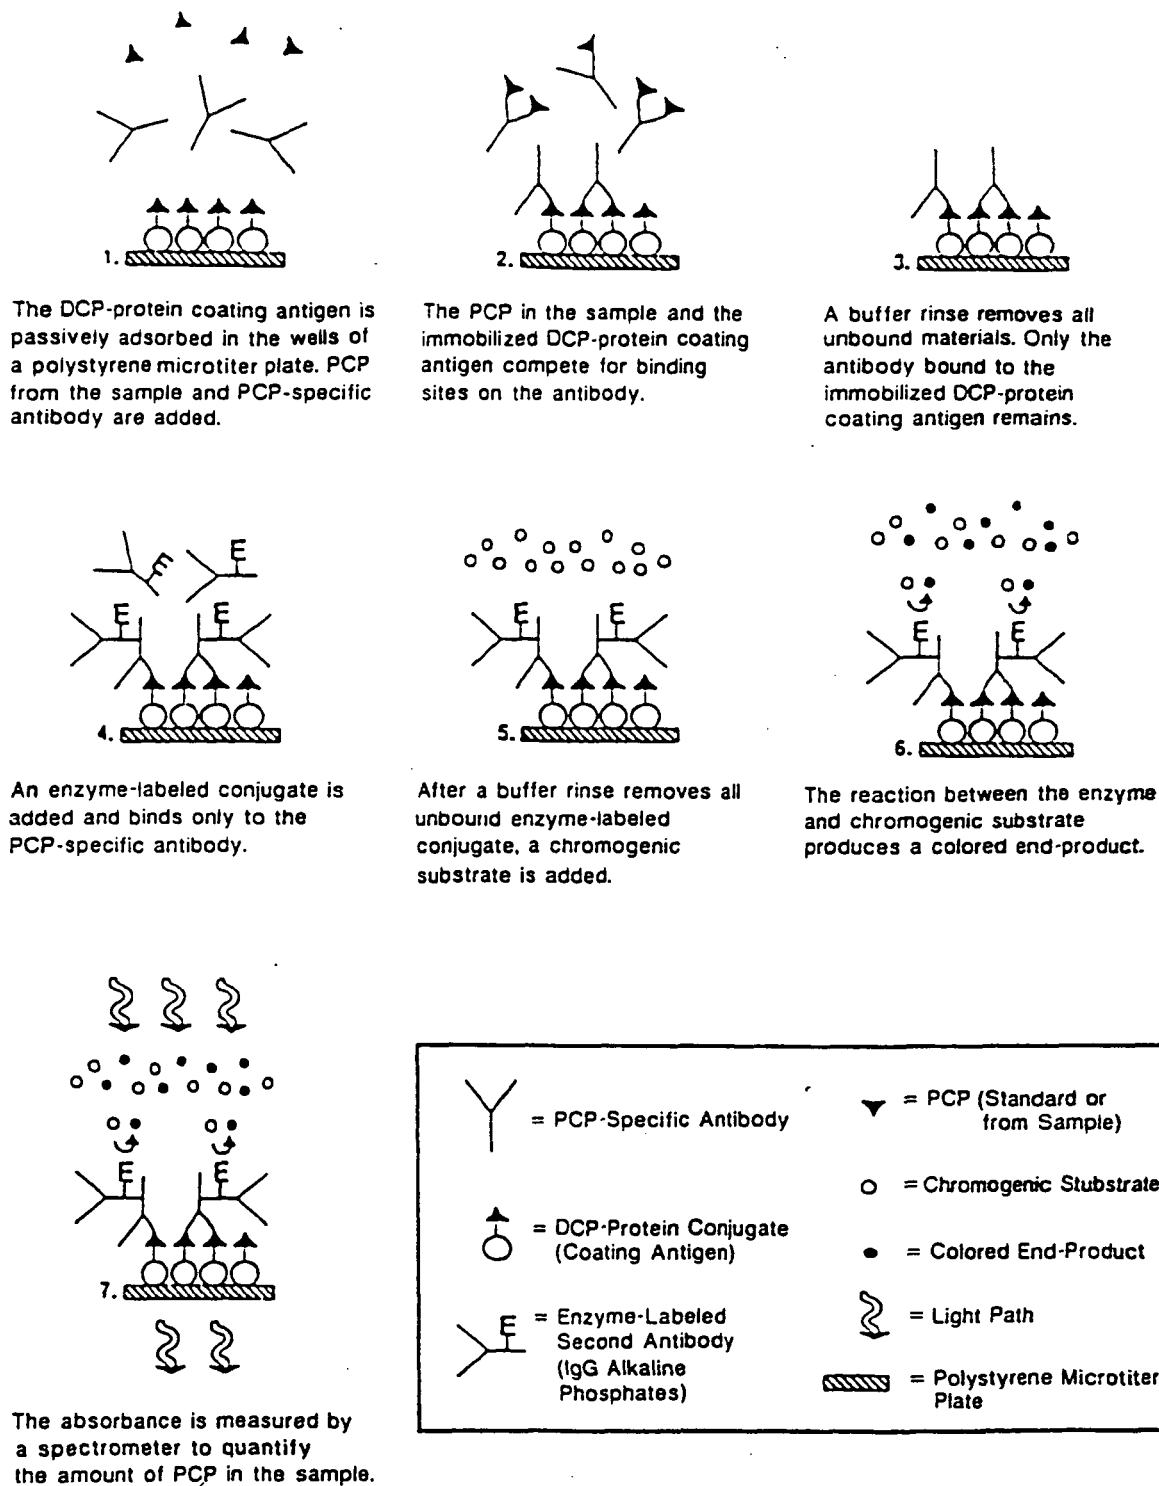 1.
The DCP-protein coating antigen is
passively adsorbed in the wells of
a polystyrene microtiter plate. PCP
from the sample and PCP-specific
antibody are added.
2.
The PCP in the sample and the
immobilized DCP-protein coating
antigen compete for binding
sites on the antibody.
3.
A buffer rinse removes all
unbound materials. Only the
antibody bound to the
immobilized DCP-protein
coating antigen remains.
E
E
E
E
4.
An enzyme-labeled conjugate is
added and binds only to the
PCP-specific antibody.
E
E
5.
After a buffer rinse removes all
unbound enzyme-labeled
conjugate, a chromogenic
substrate is added.
E
E
6.
The reaction between the enzyme
and chromogenic substrate
produces a colored end-product.
E
E
7.
The absorbance is measured by
a spectrometer to quantify
the amount of PCP in the sample.
= PCP-Specific Antibody
= DCP-Protein Conjugate
(Coating Antigen)
E
= Enzyme-Labeled
Second Antibody
(IgG Alkaline
Phosphates)
= PCP (Standard or
from Sample)
= Chromogenic Stubstrate
= Colored End-Product
= Light Path
= Polystyrene Microtiter
Plate